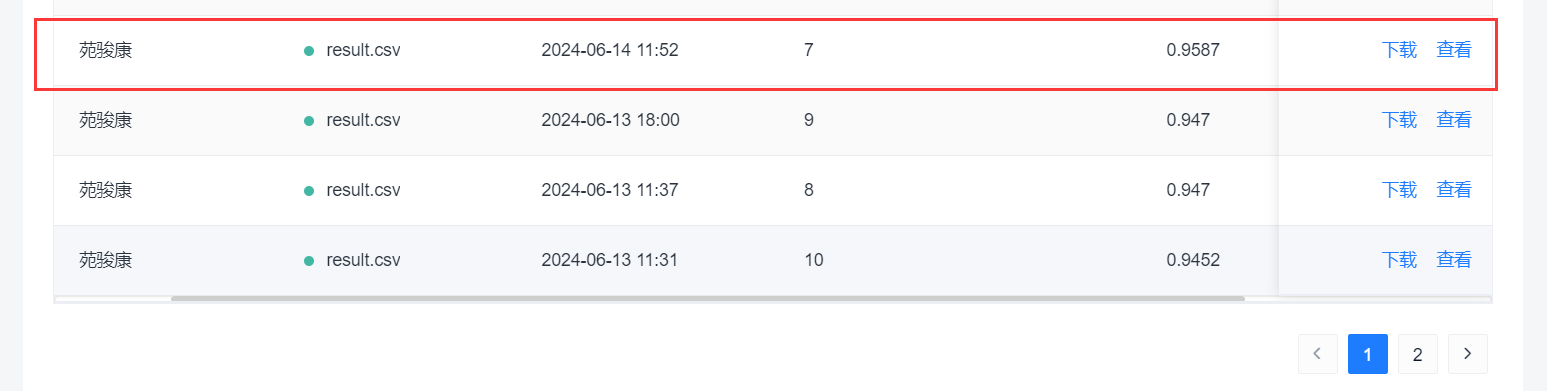 苑骏康 result.csv 2024-06-14 11:52 7 0.9587 下载 查看
苑骏康 result.csv 2024-06-13 18:00 9 0.947 下载 查看
苑骏康 result.csv 2024-06-13 11:37 8 0.947 下载 查看
苑骏康 result.csv 2024-06-13 11:31 10 0.9452 下载 查看
1 2